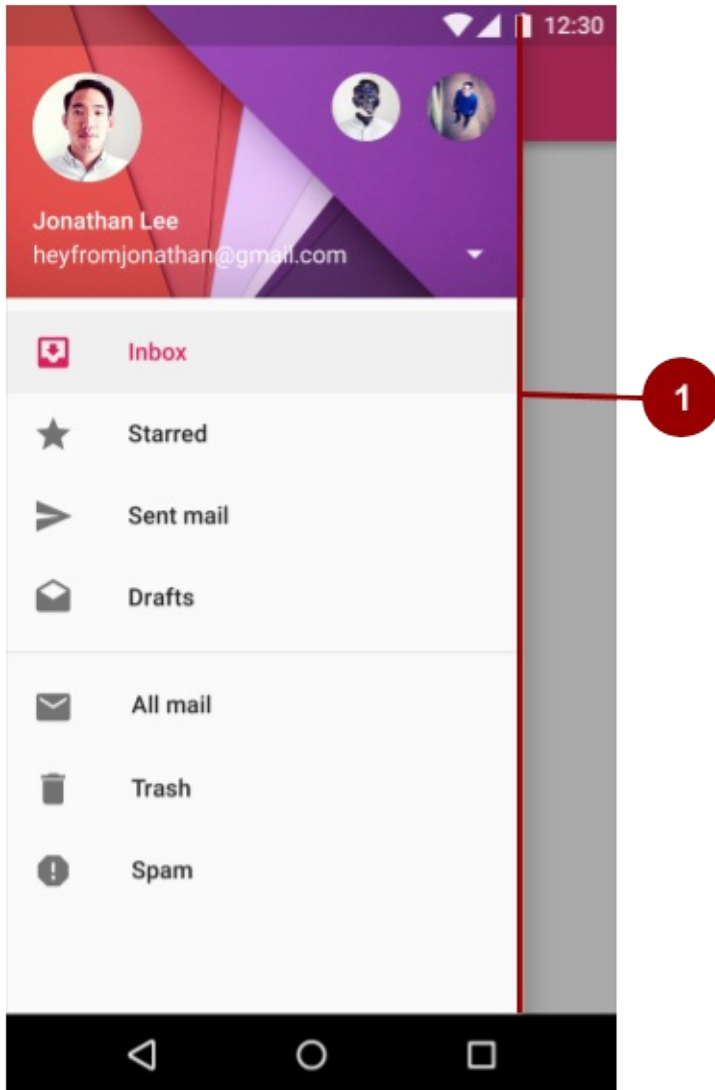 12:30
Jonathan Lee
heyfromjonathan@gmail.com
Inbox
1
Starred
Sent mail
Drafts
All mail
Trash
Spam